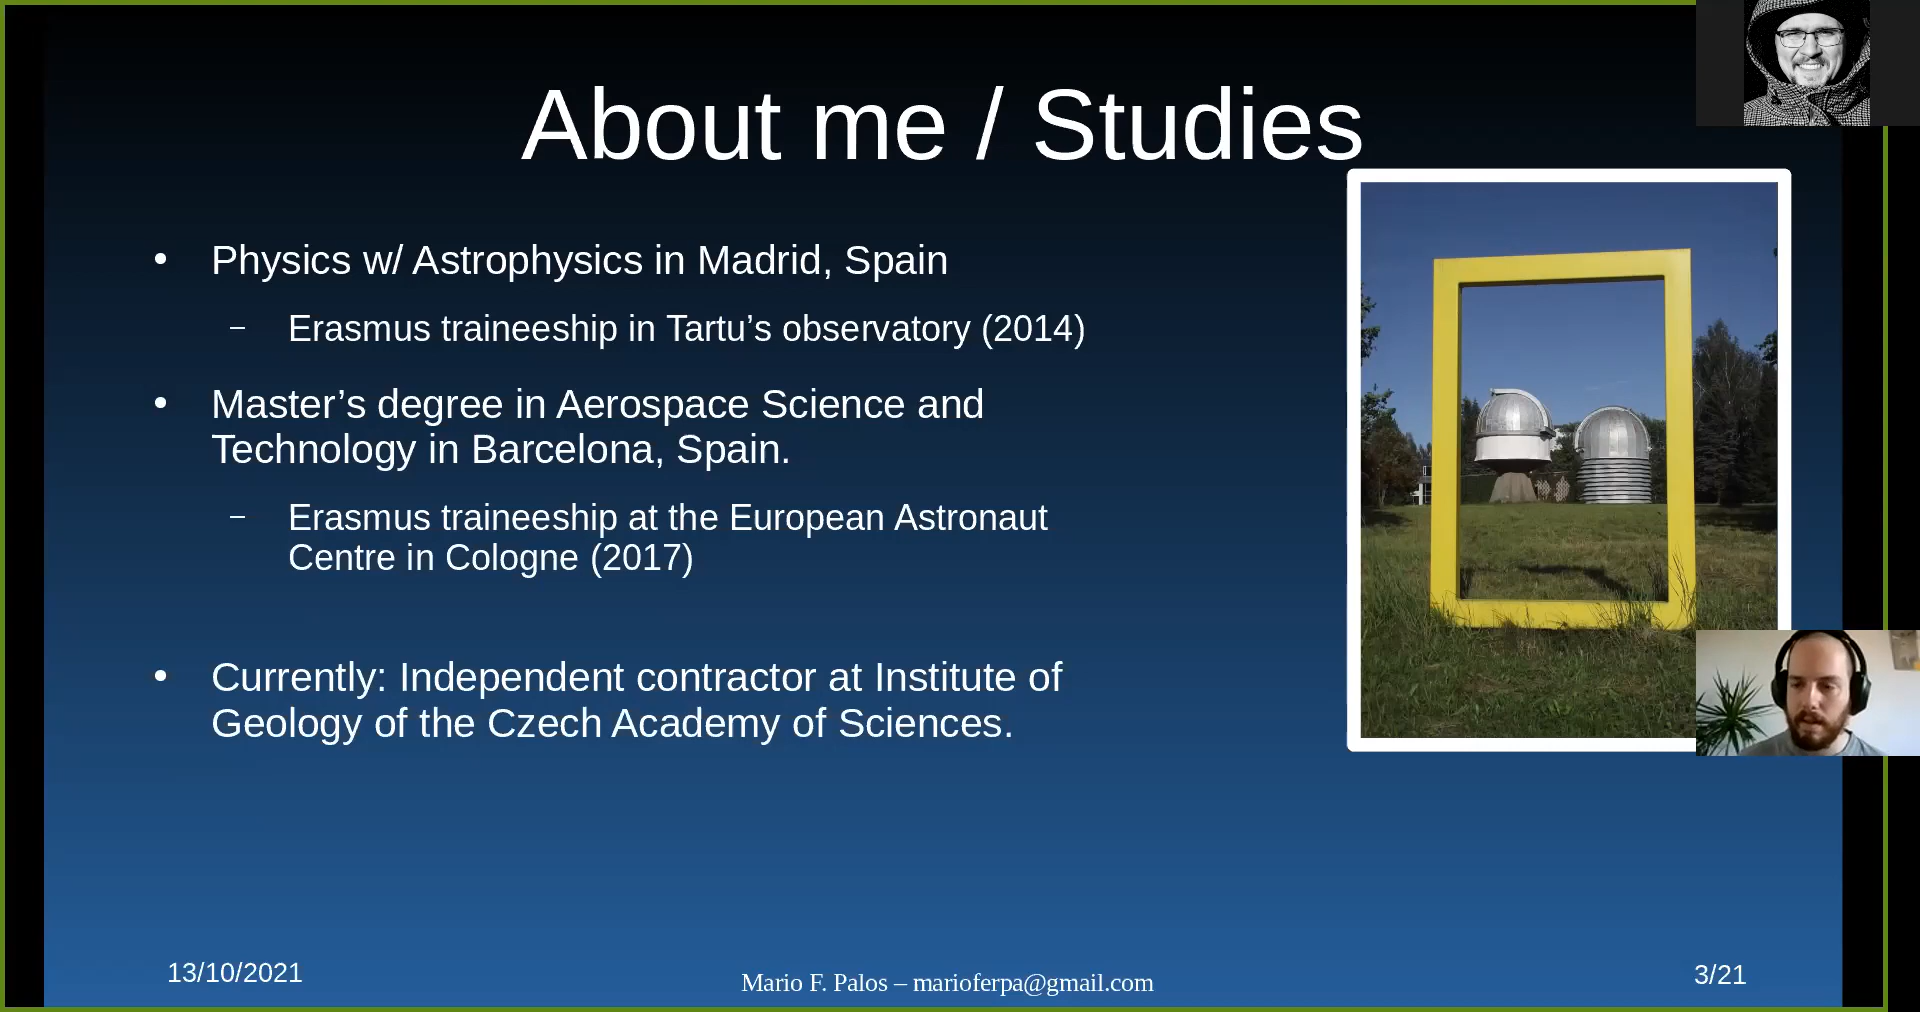 About me / Studies
• Physics w/ Astrophysics in Madrid, Spain
– Erasmus traineeship in Tartu’s observatory (2014)
• Master’s degree in Aerospace Science and
Technology in Barcelona, Spain.
– Erasmus traineeship at the European Astronaut
Centre in Cologne (2017)
• Currently: Independent contractor at Institute of
Geology of the Czech Academy of Sciences.
13/10/2021
Mario F. Palos – marioferpa@gmail.com
3/21